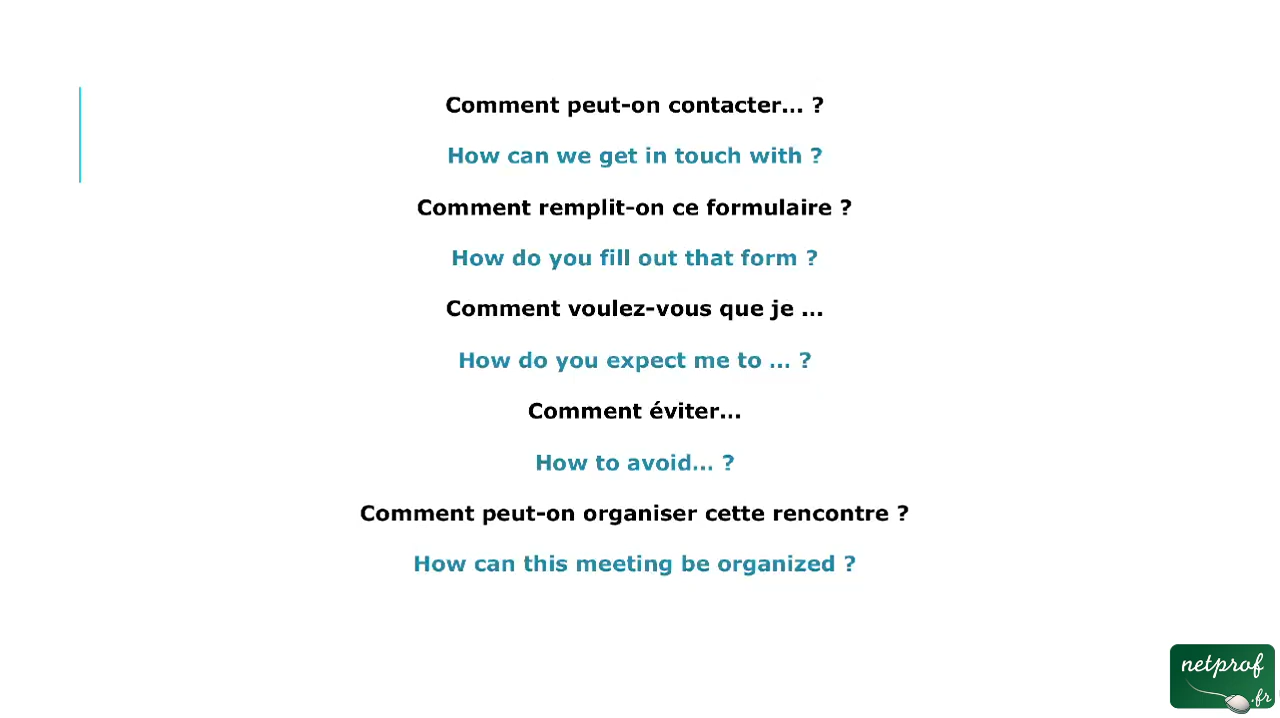 Comment peut-on contacter... ?
How can we get in touch with ?
Comment remplit-on ce formulaire ?
How do you fill out that form ?
Comment voulez-vous que je ...
How do you expect me to ... ?
Comment éviter...
How to avoid... ?
Comment peut-on organiser cette rencontre ?
How can this meeting be organized ?
netprof
.fr